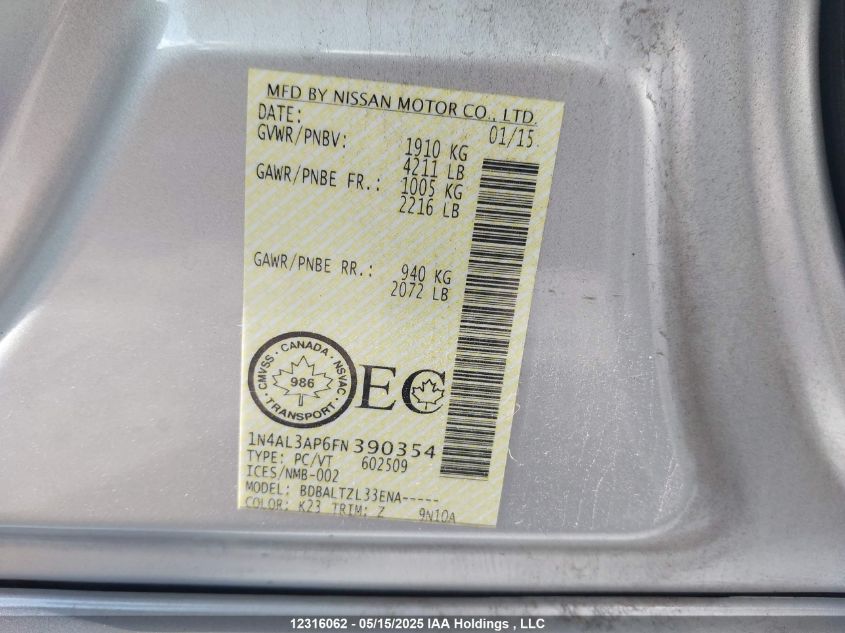 MFD BY NISSAN MOTOR CO., LTD.
DATE: 01/15
GVWR/PNBV: 1910 KG
4211 LB
GAWR/PNBE FR.: 1005 KG
2216 LB
GAWR/PNBE RR.: 940 KG
2072 LB
CMVSS · CANADA · NSVAC
986
TRANSPORT
EC
1N4AL3AP6FN390354
TYPE: PC/VT 602509
ICES/NMB-002
MODEL: BDBALTZL33ENA-----
COLOR: K23 TRIM: Z 9N10A
12316062 - 05/15/2025 IAA Holdings , LLC